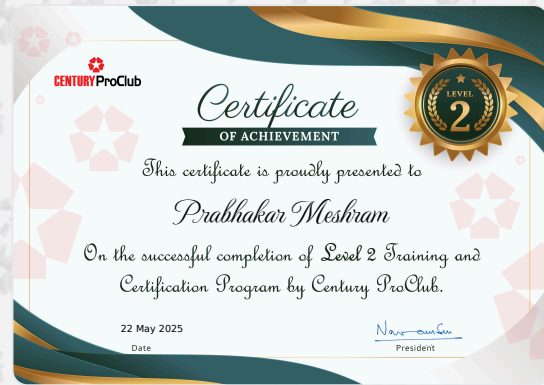 CENTURY ProClub
Certificate
OF ACHIEVEMENT
LEVEL
2
This certificate is proudly presented to
Prabhakar Meshram
On the successful completion of Level 2 Training and
Certification Program by Century ProClub.
22 May 2025
Date
President